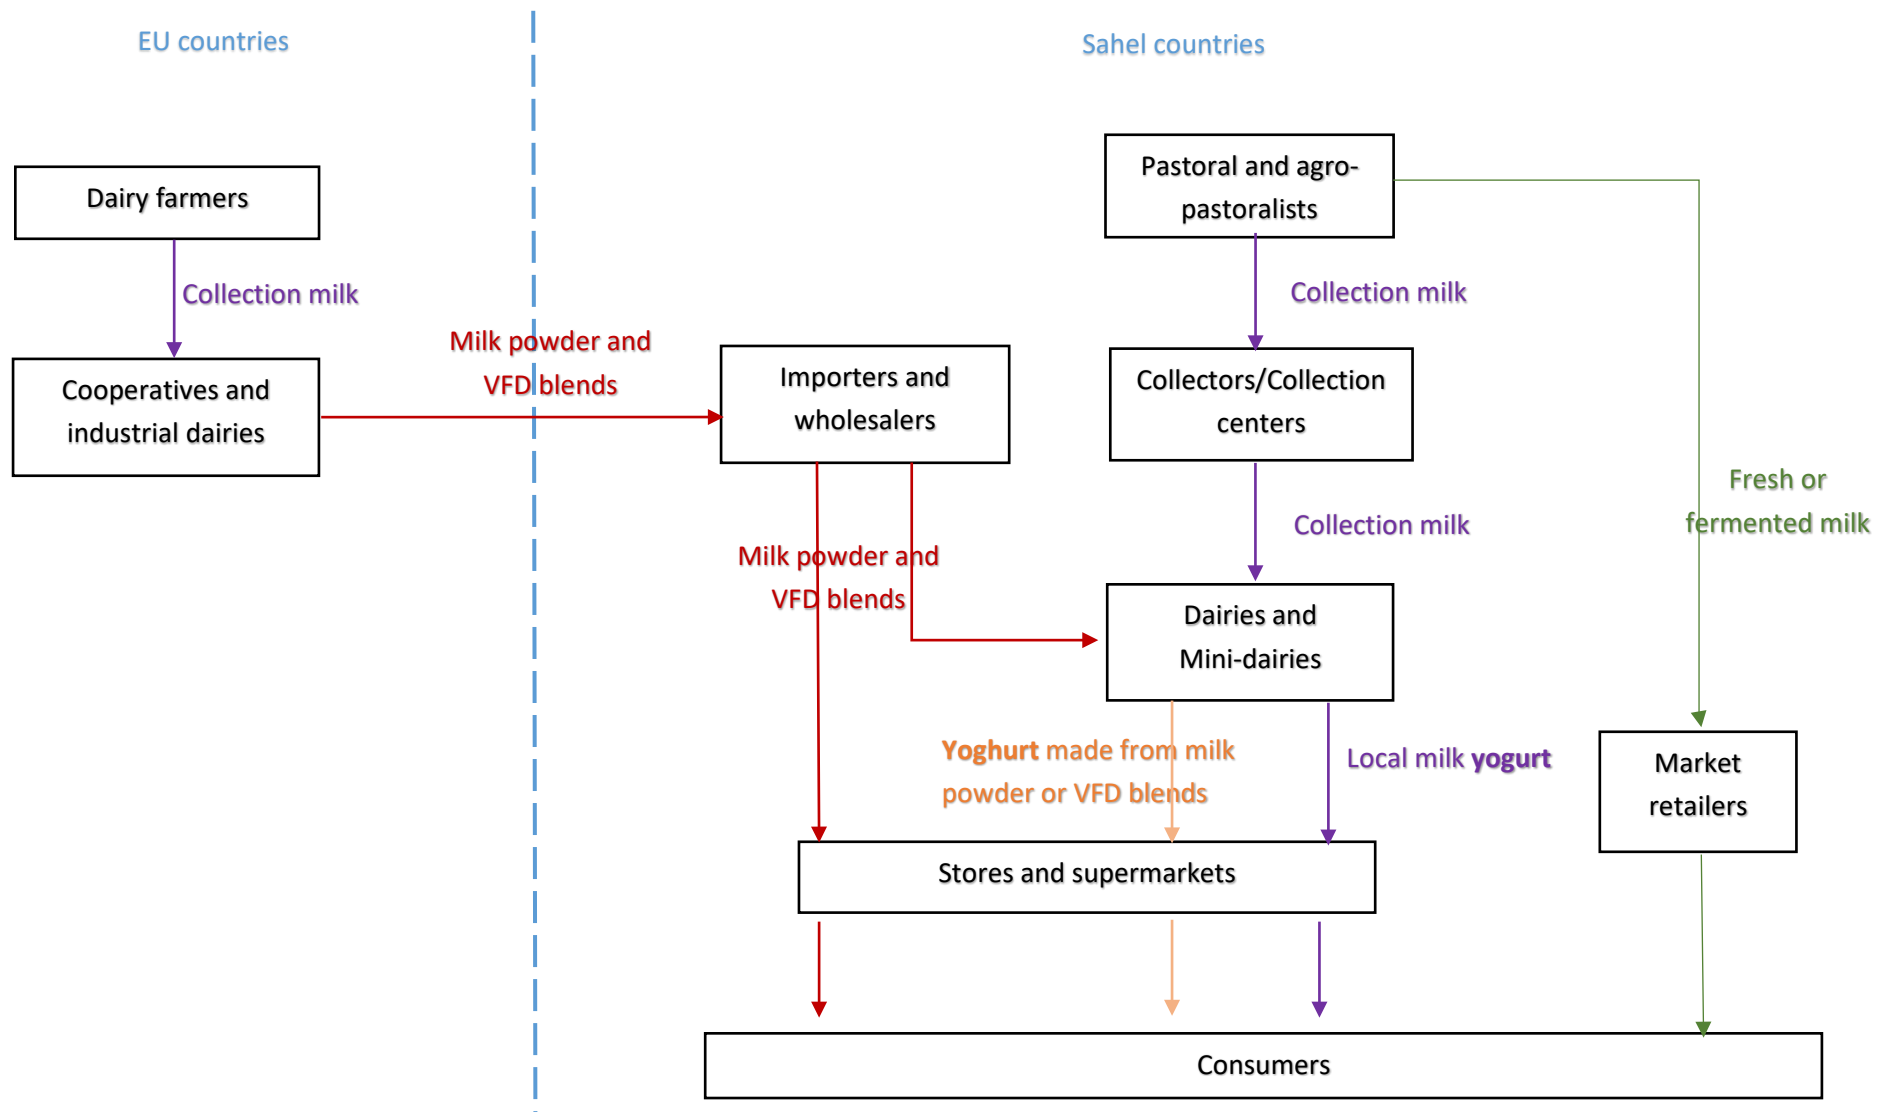 EU countries
Sahel countries
Dairy farmers
Pastoral and agro-
pastoralists
Collection milk
Collection milk
Cooperatives and
industrial dairies
Milk powder and
VFD blends
Importers and
wholesalers
Collectors/Collection
centers
Fresh or
fermented milk
Collection milk
Milk powder and
VFD blends
Dairies and
Mini-dairies
Yoghurt made from milk
powder or VFD blends
Local milk yogurt
Market
retailers
Stores and supermarkets
Consumers